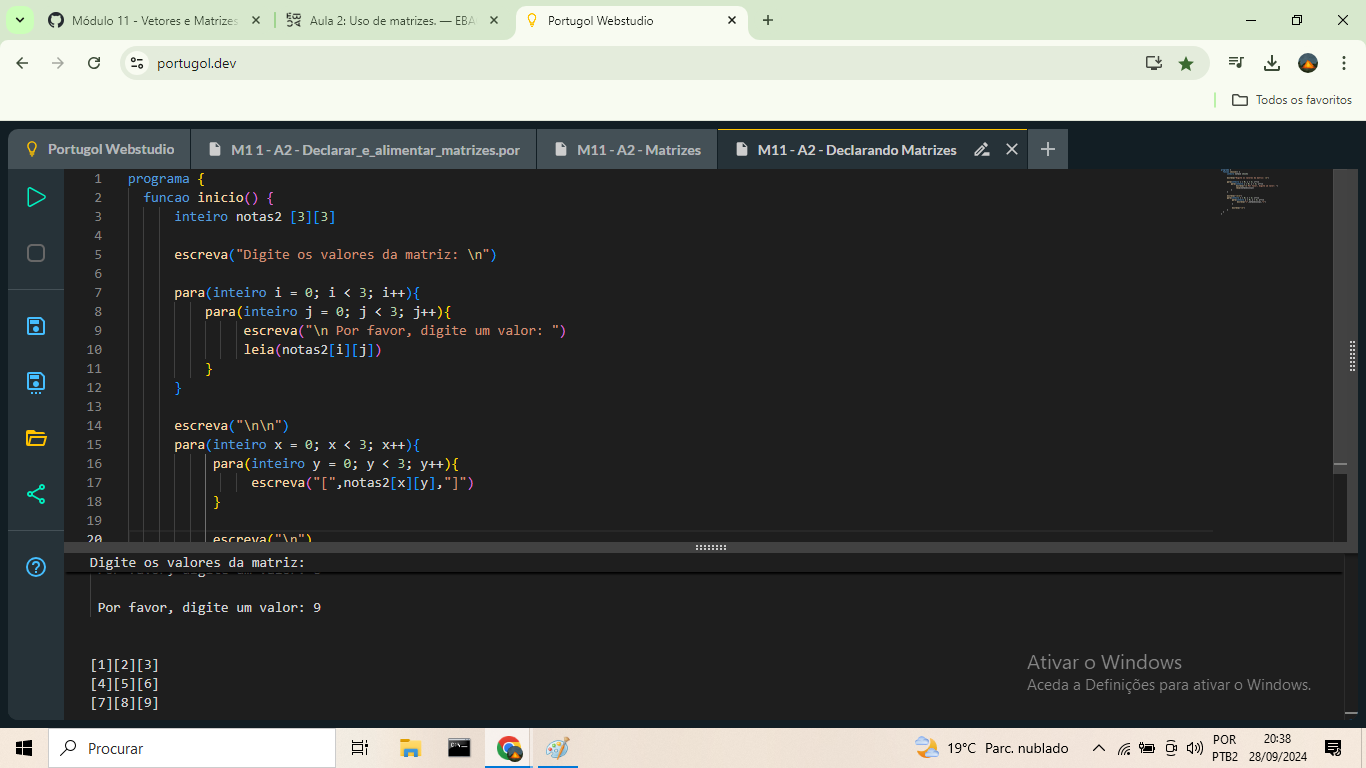 Módulo 11 - Vetores e Matrizes
Aula 2: Uso de matrizes. — EBA
Portugol Webstudio
portugol.dev
Todos os favoritos
Portugol Webstudio
M1 1 - A2 - Declarar_e_alimentar_matrizes.por
M11 - A2 - Matrizes
M11 - A2 - Declarando Matrizes
1 programa {
2 funcao inicio() {
3 inteiro notas2 [3][3]
4
5 escreva("Digite os valores da matriz: \n")
6
7 para(inteiro i = 0; i < 3; i++){
8 para(inteiro j = 0; j < 3; j++){
9 escreva("\n Por favor, digite um valor: ")
10 leia(notas2[i][j])
11 }
12 }
13
14 escreva("\n\n")
15 para(inteiro x = 0; x < 3; x++){
16 para(inteiro y = 0; y < 3; y++){
17 escreva("[",notas2[x][y],"]")
18 }
19
20 escreva("\n")
Digite os valores da matriz:
Por favor, digite um valor: 9
[1][2][3]
[4][5][6]
[7][8][9]
Ativar o Windows
Aceda a Definições para ativar o Windows.
Procurar
19°C Parc. nublado
POR
PTB2
20:38
28/09/2024